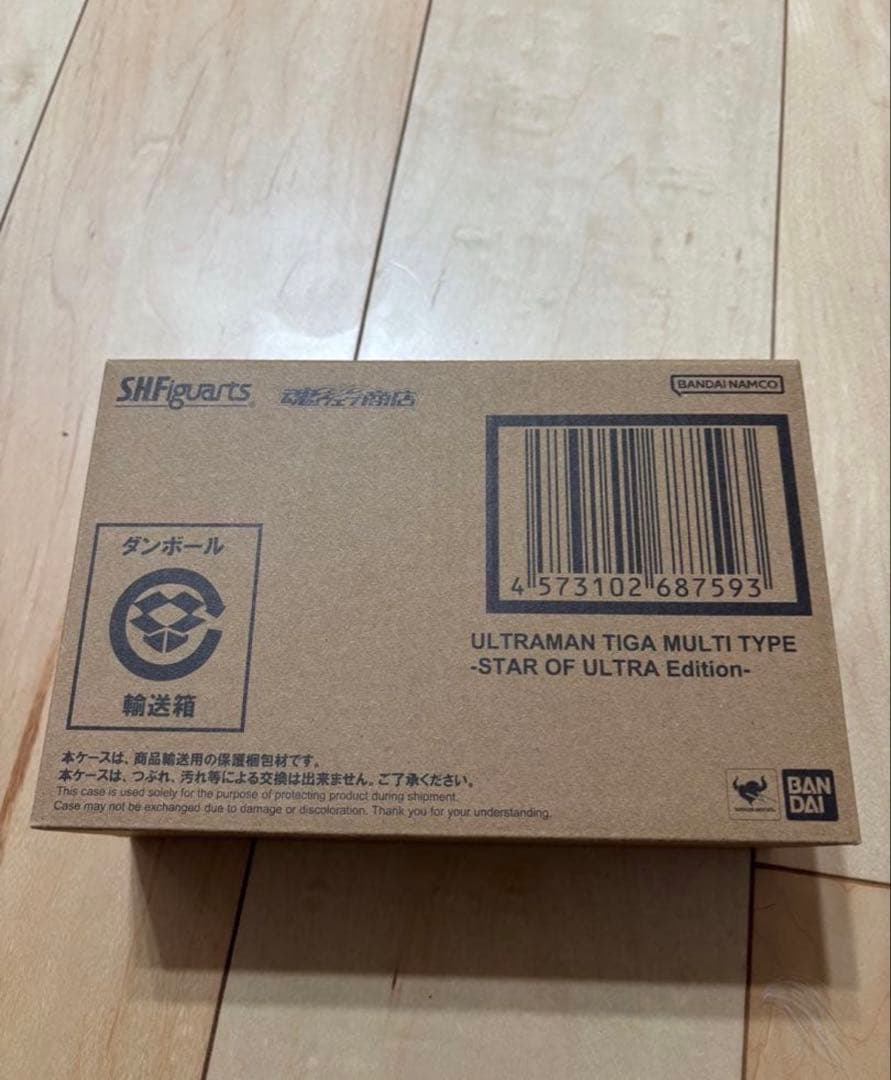 S.H.Figuarts
魂ウェブ商店
BANDAI NAMCO
4 573102 687593
ULTRAMAN TIGA MULTI TYPE
-STAR OF ULTRA Edition-
ダンボール
輸送箱
本ケースは、商品輸送用の保護梱包材です。
本ケースは、つぶれ、汚れ等による交換は出来ません。ご了承ください。
This case is used solely for the purpose of protecting product during shipment.
Case may not be exchanged due to damage or discoloration. Thank you for your understanding.
BAN
DAI